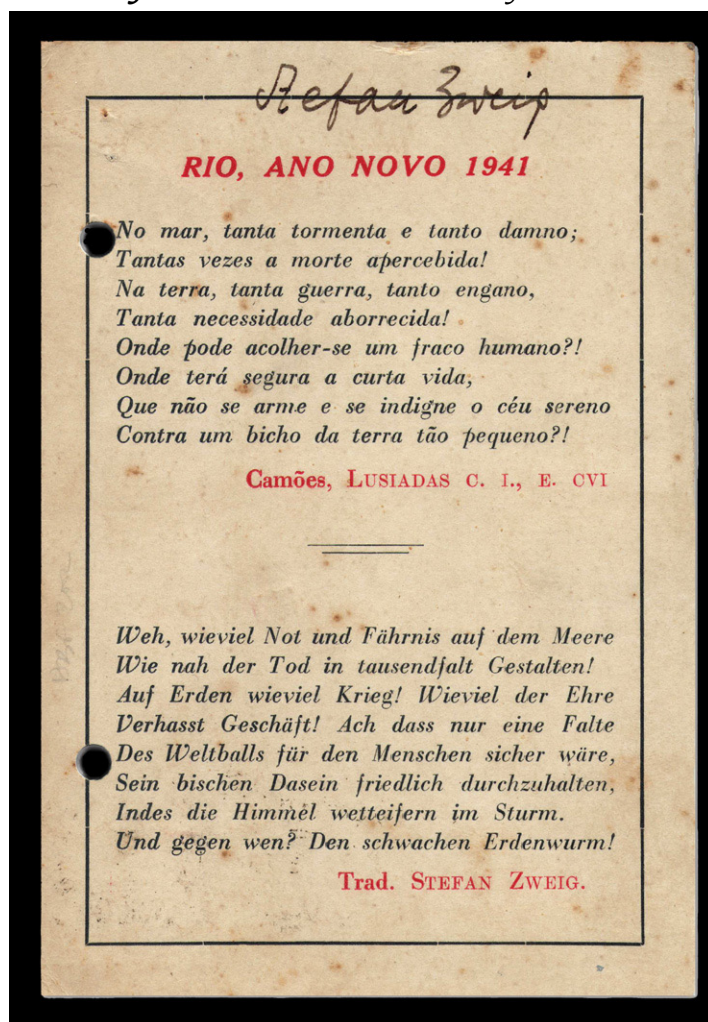 Stefan Zweig
RIO, ANO NOVO 1941
No mar, tanta tormenta e tanto damno;
Tantas vezes a morte apercebida!
Na terra, tanta guerra, tanto engano,
Tanta necessidade aborrecida!
Onde pode acolher-se um fraco humano?!
Onde terá segura a curta vida,
Que não se arme e se indigne o céu sereno
Contra um bicho da terra tão pequeno?!
Camões, LUSIADAS C. I., E. CVI
Weh, wieviel Not und Fährnis auf dem Meere
Wie nah der Tod in tausendfalt Gestalten!
Auf Erden wieviel Krieg! Wieviel der Ehre
Verhasst Geschäft! Ach dass nur eine Falte
Des Weltballs für den Menschen sicher wäre,
Sein bischen Dasein friedlich durchzuhalten,
Indes die Himmel wetteifern im Sturm.
Und gegen wen? Den schwachen Erdenwurm!
Trad. STEFAN ZWEIG.